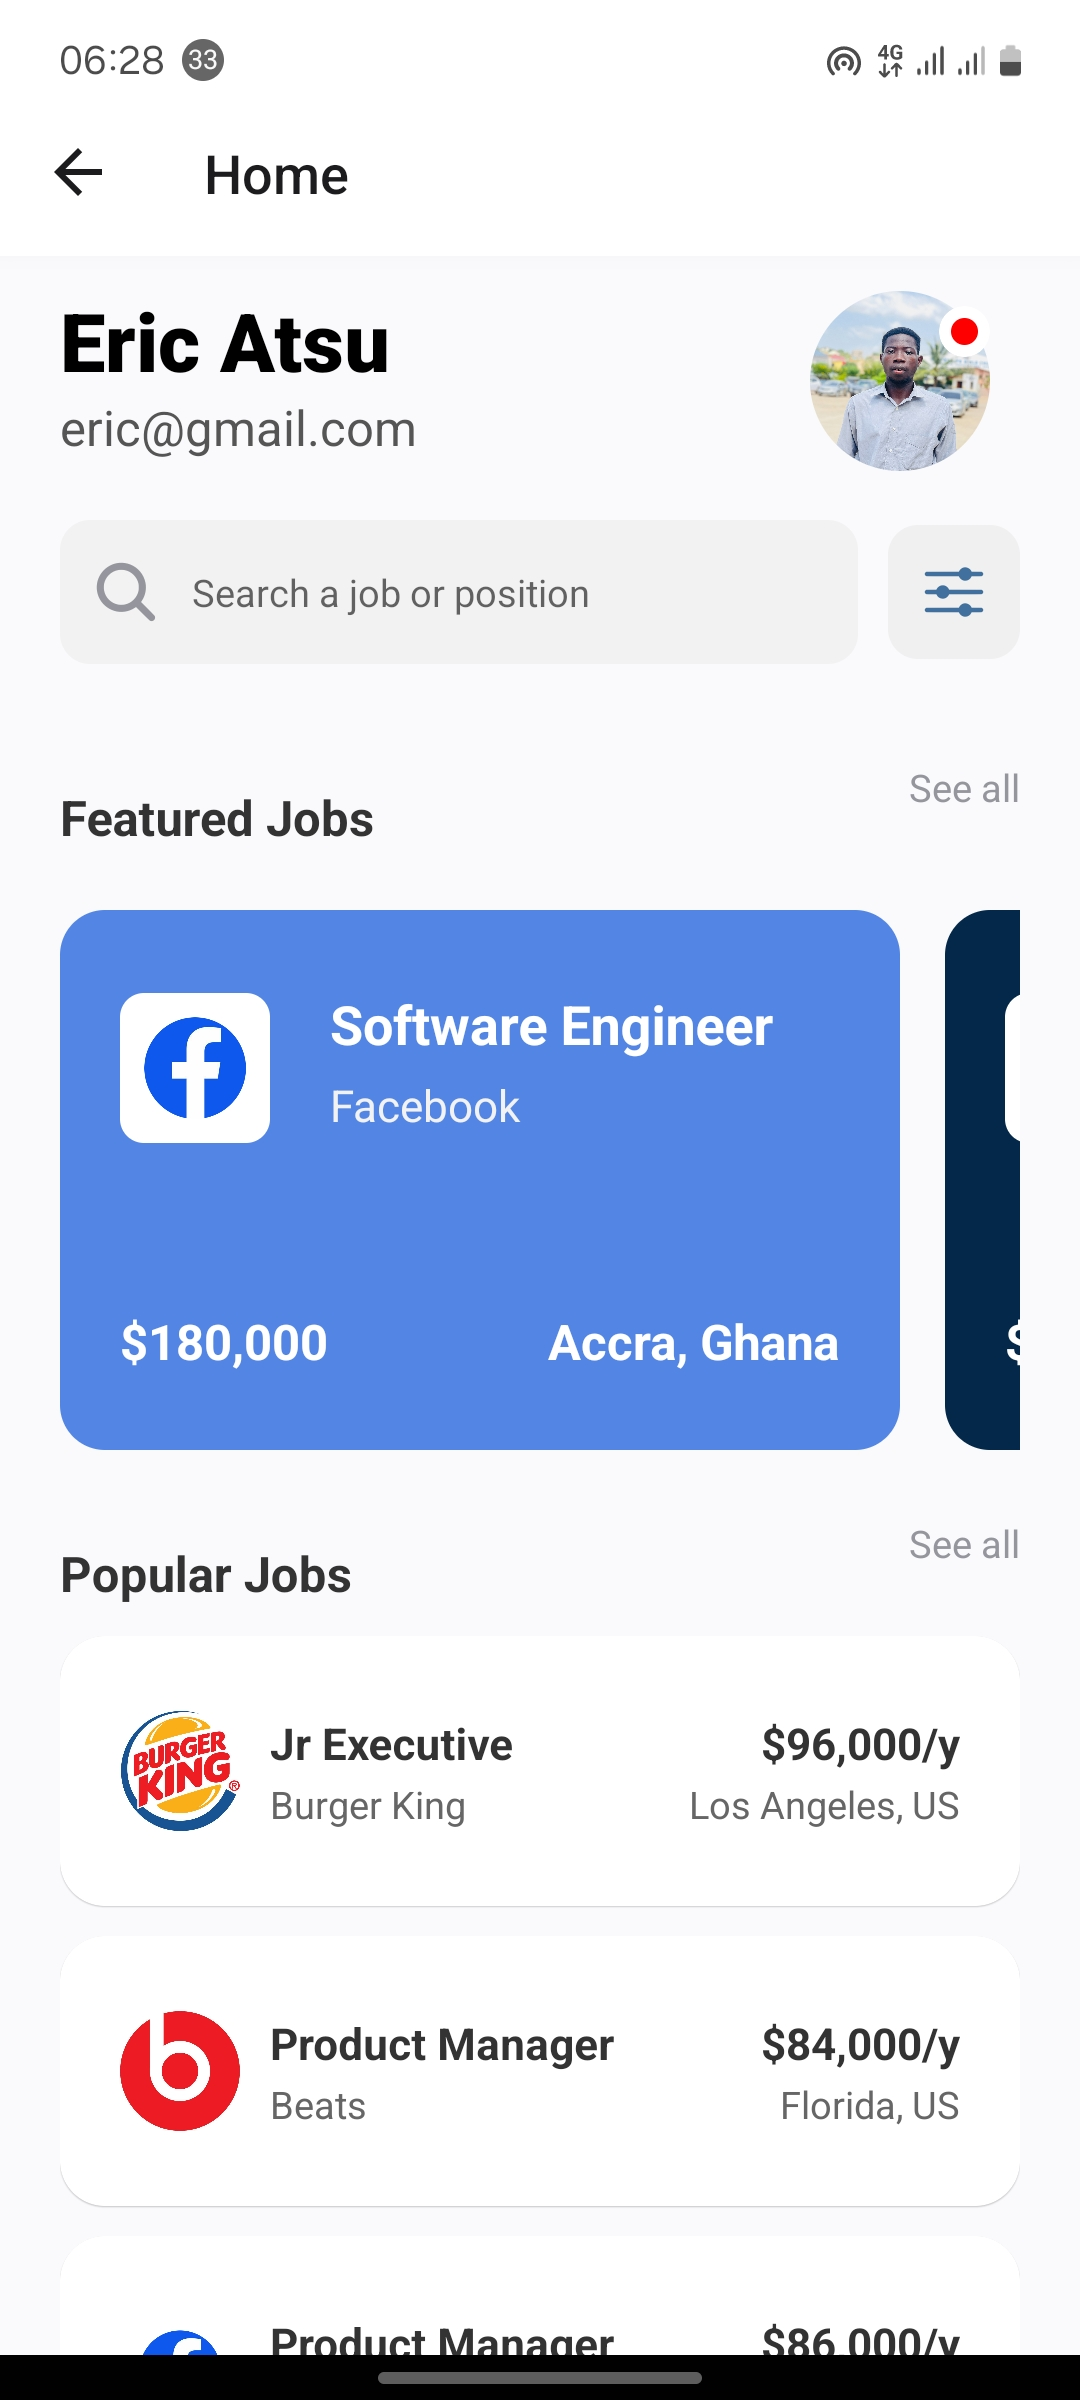 06:28 33 4G
Home
Eric Atsu
eric@gmail.com
Search a job or position
See all
Featured Jobs
Software Engineer
Facebook
$180,000 Accra, Ghana $
See all
Popular Jobs
BURGER
KING®
Jr Executive $96,000/y
Burger King Los Angeles, US
Product Manager $84,000/y
Beats Florida, US
Product Manager $86,000/y